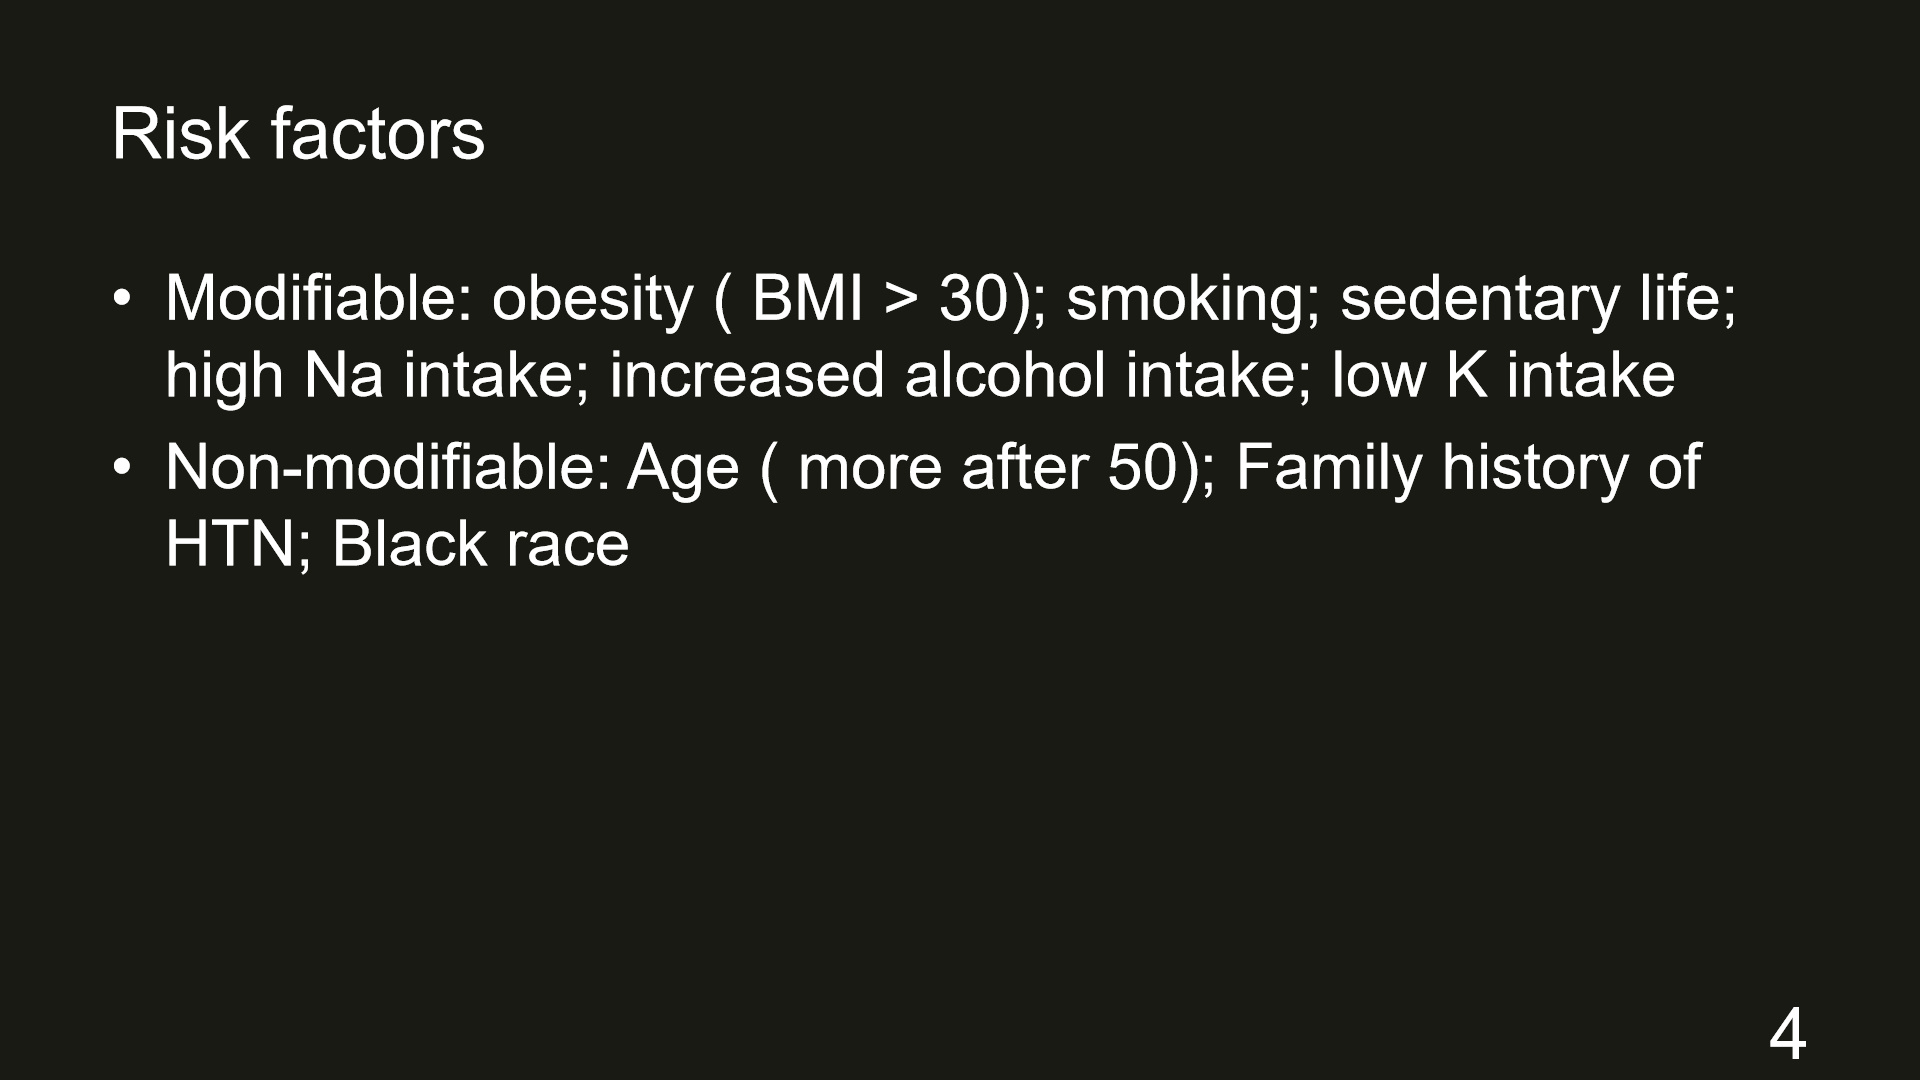 Risk factors
• Modifiable: obesity ( BMI > 30); smoking; sedentary life;
high Na intake; increased alcohol intake; low K intake
• Non-modifiable: Age ( more after 50); Family history of
HTN; Black race
4